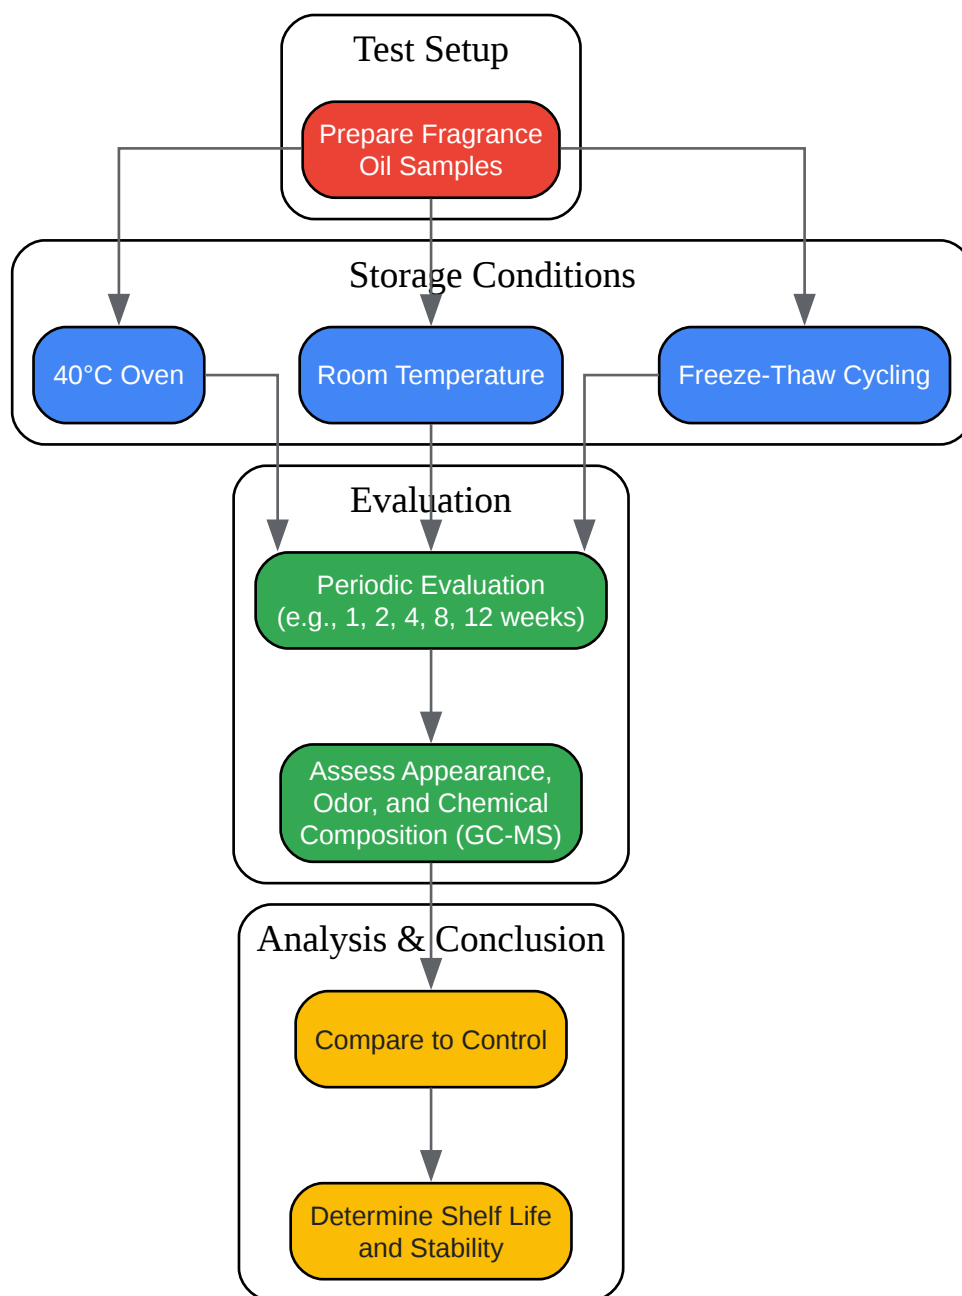 Test Setup
Prepare Fragrance
Oil Samples
Storage Conditions
40°C Oven
Room Temperature
Freeze-Thaw Cycling
Evaluation
Periodic Evaluation
(e.g., 1, 2, 4, 8, 12 weeks)
Assess Appearance,
Odor, and Chemical
Composition (GC-MS)
Analysis & Conclusion
Compare to Control
Determine Shelf Life
and Stability